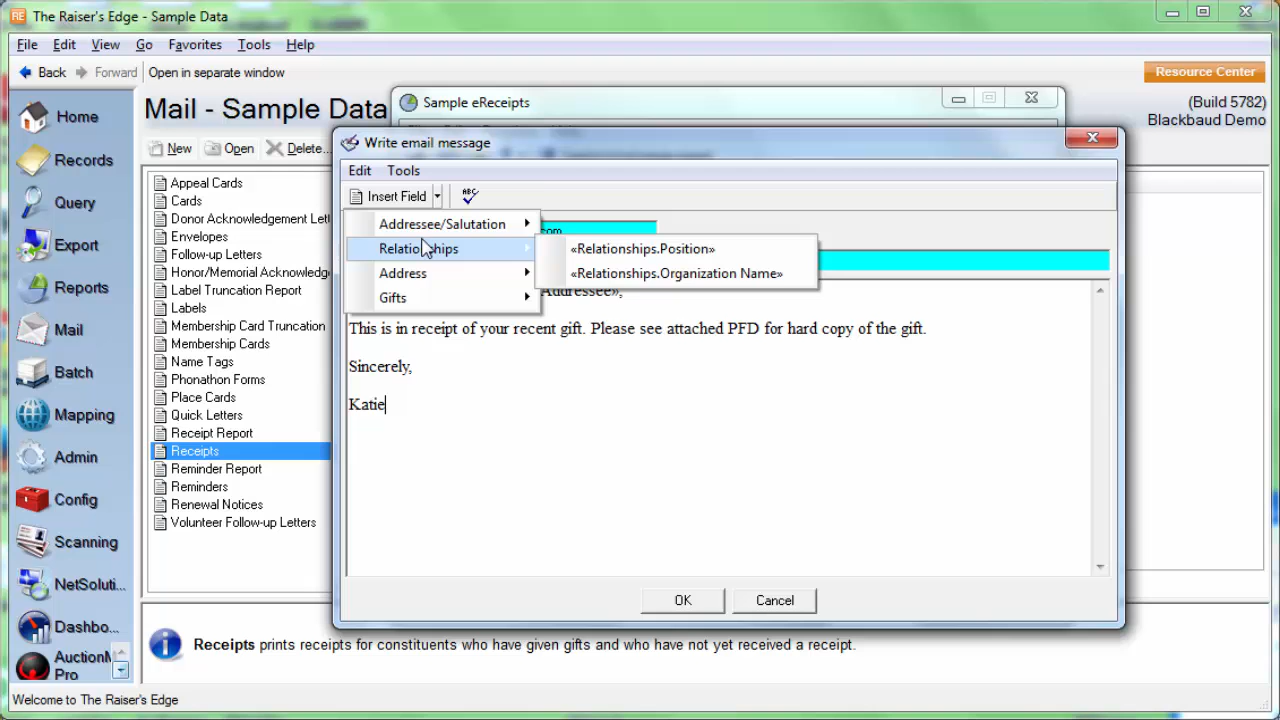 The Raiser's Edge - Sample Data
File Edit View Go Favorites Tools Help
Back Forward Open in separate window
Resource Center
Mail - Sample Data
(Build 5782)
Blackbaud Demo
New Open Delete...
Home
Records
Query
Export
Reports
Mail
Batch
Mapping
Admin
Config
Scanning
NetSoluti...
Dashbo...
AuctionM
Pro
Appeal Cards
Cards
Donor Acknowledgement Lett
Envelopes
Follow-up Letters
Honor/Memorial Acknowledg
Label Truncation Report
Labels
Membership Card Truncation
Membership Cards
Name Tags
Phonathon Forms
Place Cards
Quick Letters
Receipt Report
Receipts
Reminder Report
Reminders
Renewal Notices
Volunteer Follow-up Letters
Sample eReceipts
Write email message
Edit Tools
Insert Field ABC
Addressee/Salutation
Relationships
Address
Gifts
«Relationships.Position»
«Relationships.Organization Name»
.com
Addressee»,
This is in receipt of your recent gift. Please see attached PFD for hard copy of the gift.
Sincerely,
Katie
OK Cancel
Receipts prints receipts for constituents who have given gifts and who have not yet received a receipt.
Welcome to The Raiser's Edge